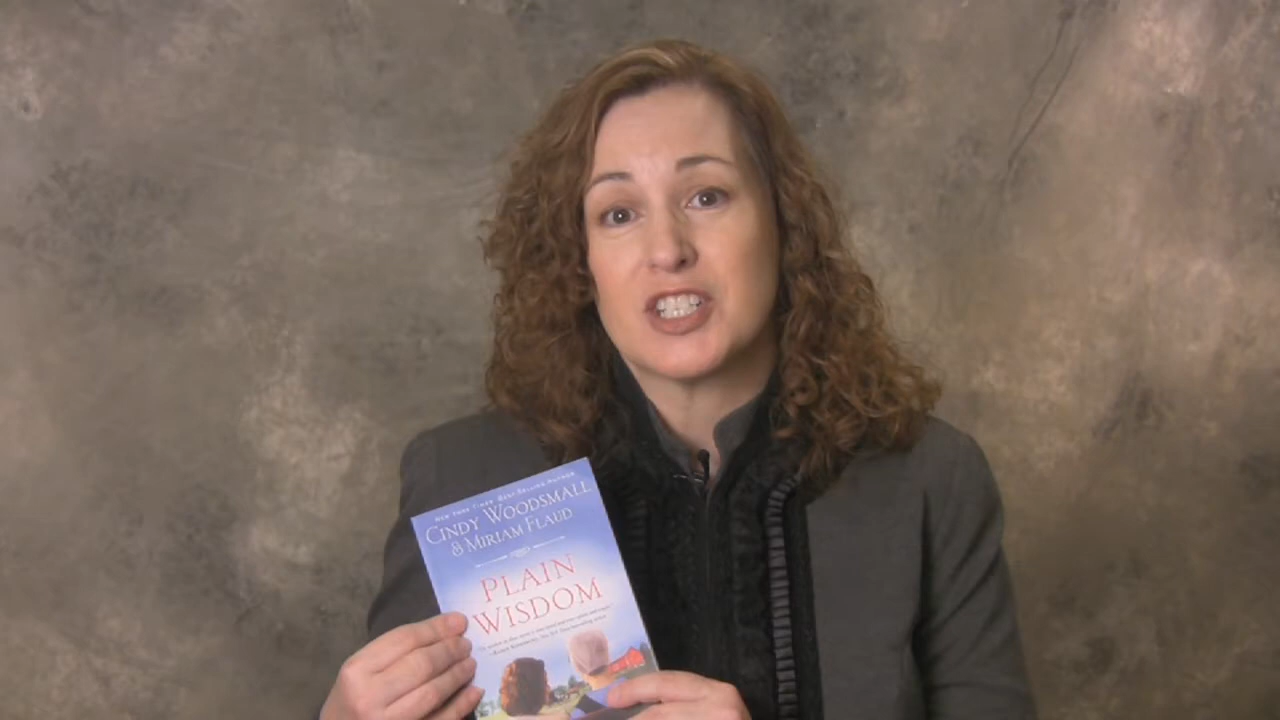 NEW YORK TIMES BEST-SELLING AUTHOR
CINDY WOODSMALL
& MIRIAM FLAUD
PLAIN
WISDOM